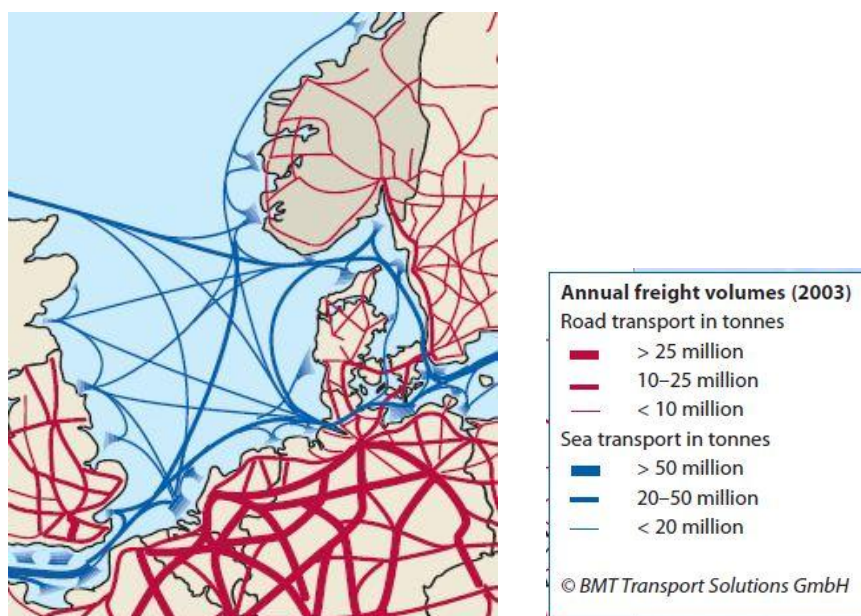 Annual freight volumes (2003)
Road transport in tonnes
> 25 million
10–25 million
< 10 million
Sea transport in tonnes
> 50 million
20–50 million
< 20 million
© BMT Transport Solutions GmbH